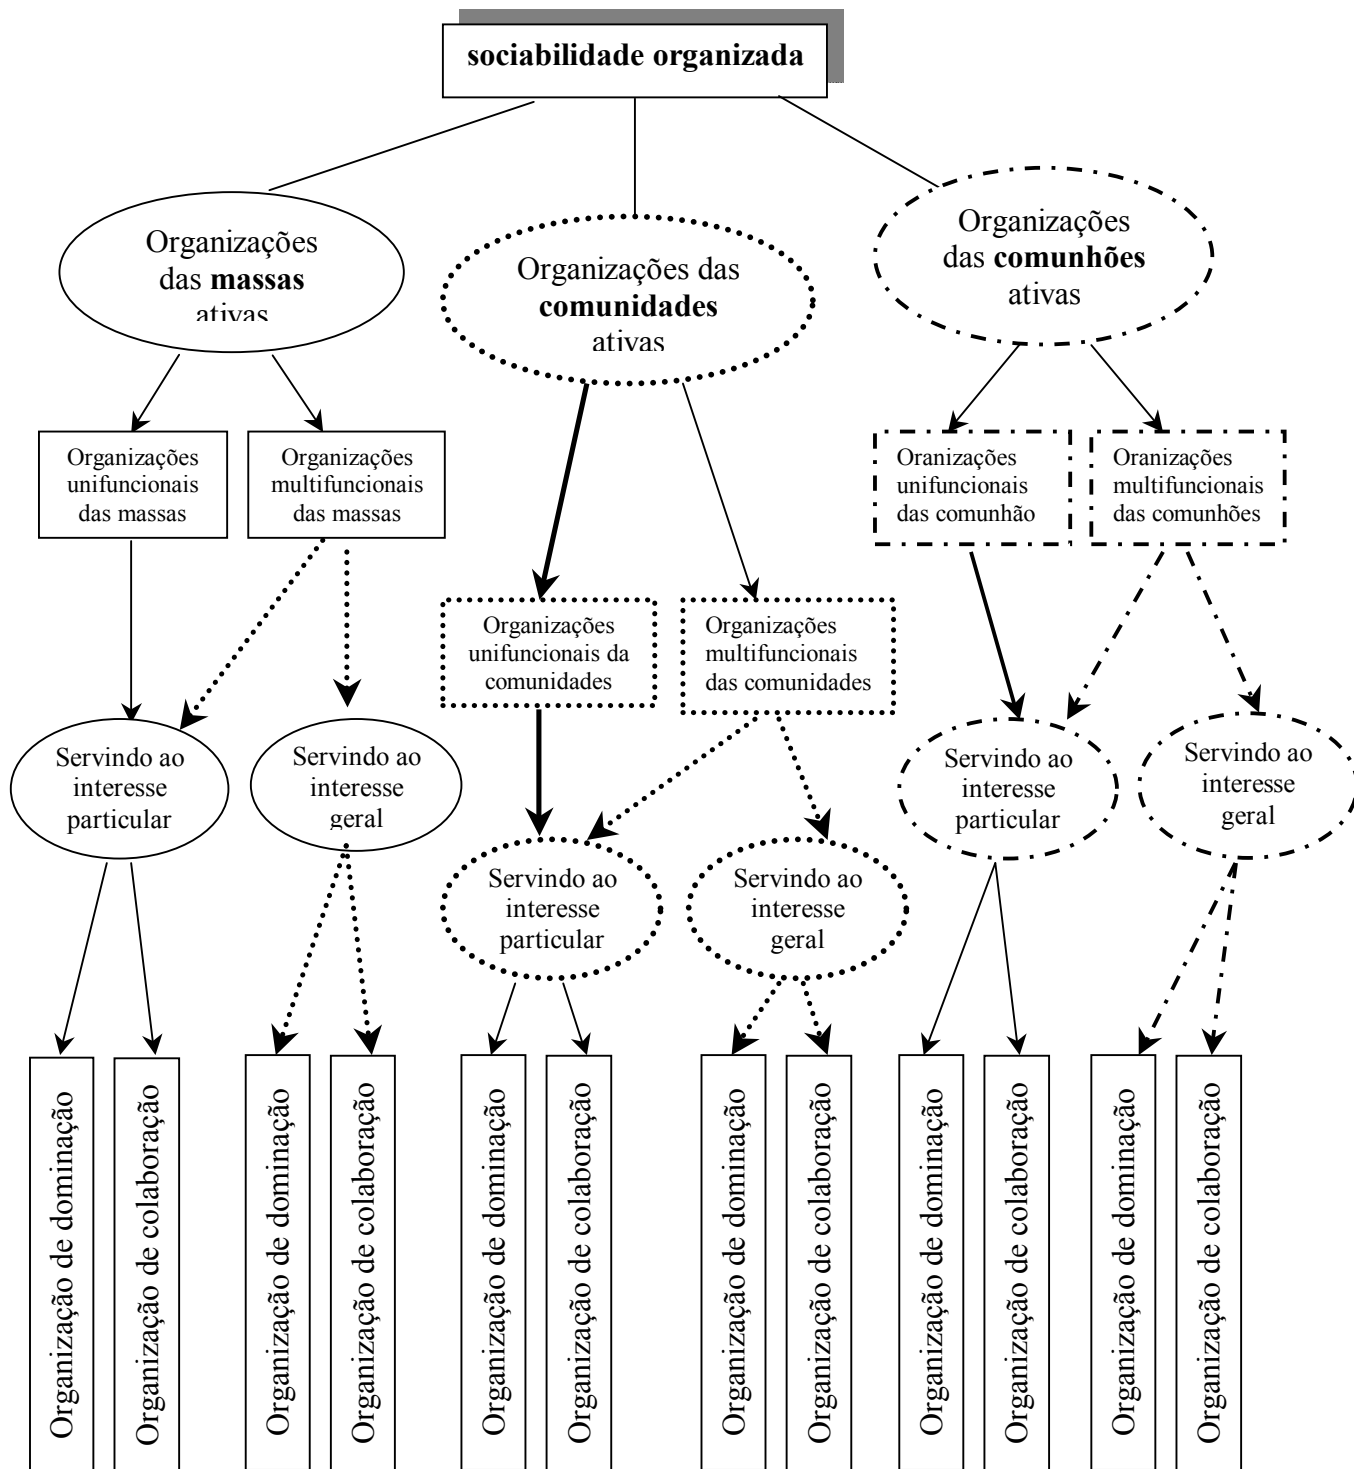 sociabilidade organizada
Organizações
das massas
ativas
Organizações das
comunidades
ativas
Organizações
das comunhões
ativas
Organizações
unifuncionais
das massas
Organizações
multifuncionais
das massas
Oranizações
unifuncionais
das comunhão
Oranizações
multifuncionais
das comunhões
Organizações
unifuncionais da
comunidades
Organizações
multifuncionais
das comunidades
Servindo ao
interesse
particular
Servindo ao
interesse
geral
Servindo ao
interesse
particular
Servindo ao
interesse
geral
Servindo ao
interesse
particular
Servindo ao
interesse
geral
Organização de dominação
Organização de colaboração
Organização de dominação
Organização de colaboração
Organização de dominação
Organização de colaboração
Organização de dominação
Organização de colaboração
Organização de dominação
Organização de colaboração
Organização de dominação
Organização de colaboração